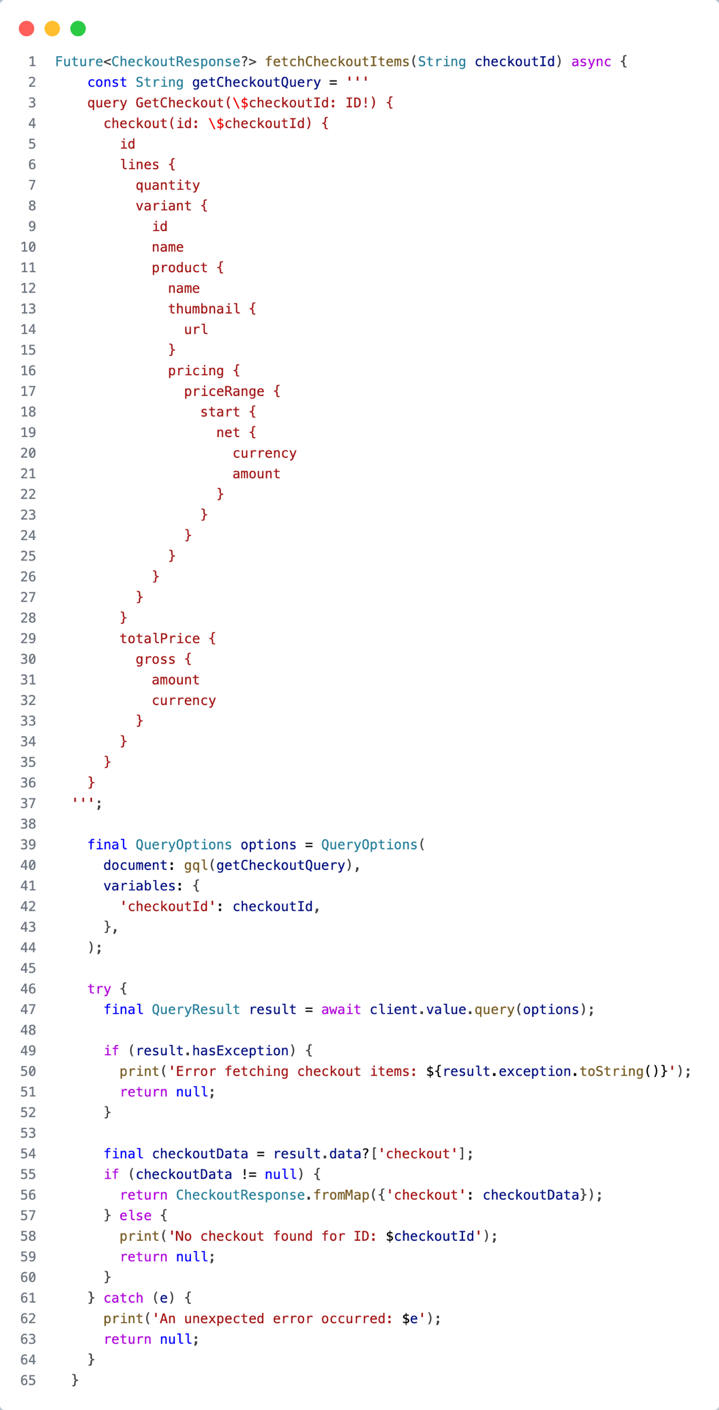 1 Future<CheckoutResponse?> fetchCheckoutItems(String checkoutId) async {
2     const String getCheckoutQuery = '''
3     query GetCheckout(\$checkoutId: ID!) {
4       checkout(id: \$checkoutId) {
5         id
6         lines {
7           quantity
8           variant {
9             id
10             name
11             product {
12               name
13               thumbnail {
14                 url
15               }
16               pricing {
17                 priceRange {
18                   start {
19                     net {
20                       currency
21                       amount
22                     }
23                   }
24                 }
25               }
26             }
27           }
28         }
29         totalPrice {
30           gross {
31             amount
32             currency
33           }
34         }
35       }
36     }
37   ''';
38
39     final QueryOptions options = QueryOptions(
40       document: gql(getCheckoutQuery),
41       variables: {
42         'checkoutId': checkoutId,
43       },
44     );
45
46     try {
47       final QueryResult result = await client.value.query(options);
48
49       if (result.hasException) {
50         print('Error fetching checkout items: ${result.exception.toString()}');
51         return null;
52       }
53
54       final checkoutData = result.data?['checkout'];
55       if (checkoutData != null) {
56         return CheckoutResponse.fromMap({'checkout': checkoutData});
57       } else {
58         print('No checkout found for ID: $checkoutId');
59         return null;
60       }
61     } catch (e) {
62       print('An unexpected error occurred: $e');
63       return null;
64     }
65   }